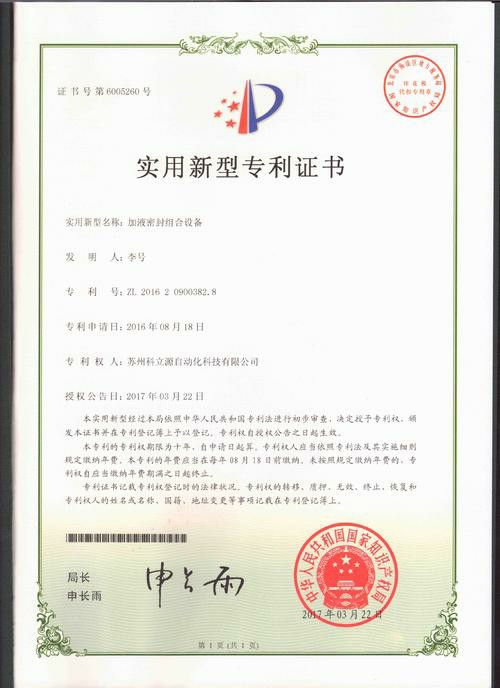 证书号第6005260号
印花税
代扣专用章
实用新型专利证书
实用新型名称：加液密封组合设备
发明人：李号
专利号：ZL 2016 2 0900382.8
专利申请日：2016年08月18日
专利权人：苏州科立源自动化科技有限公司
授权公告日：2017年03月22日
本实用新型经过本局依照中华人民共和国专利法进行初步审查，决定授予专利权，颁
发本证书并在专利登记簿上予以登记。专利权自授权公告之日起生效。
本专利的专利权期限为十年，自申请日起算。专利权人应当依照专利法及其实施细则
规定缴纳年费。本专利的年费应当在每年08月18日前缴纳。未按照规定缴纳年费的，专
利权自应当缴纳年费期满之日起终止。
专利证书记载专利权登记时的法律状况。专利权的转移、质押、无效、终止、恢复和
专利权人的姓名或名称、国籍、地址变更等事项记载在专利登记簿上。
局长
申长雨
申长雨
中华人民共和国国家知识产权局
2017年03月22日
第1页(共1页)